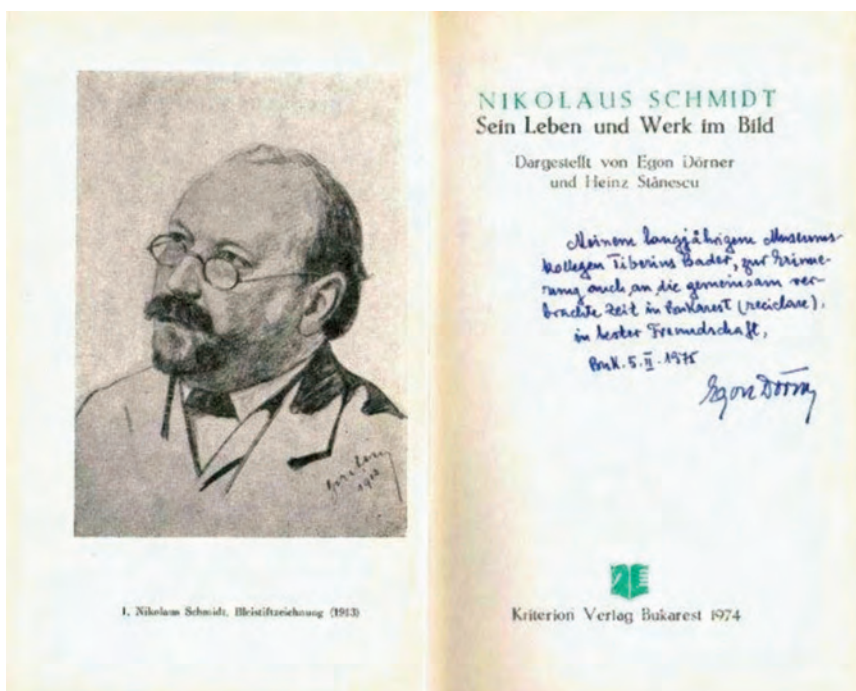 1. Nikolaus Schmidt, Bleistiftzeichnung (1913)
NIKOLAUS SCHMIDT
Sein Leben und Werk im Bild
Dargestellt von Egon Dörner
und Heinz Stănescu
Meinem langjährigem Museums-
kollegen Tiberius Bader, zur Erinne-
rung auch an die gemeinsam ver-
brachte Zeit in Bukarest (reciclare),
in bester Freundschaft,
Buk. 5.II.1975
Egon Dörner
Kriterion Verlag Bukarest 1974